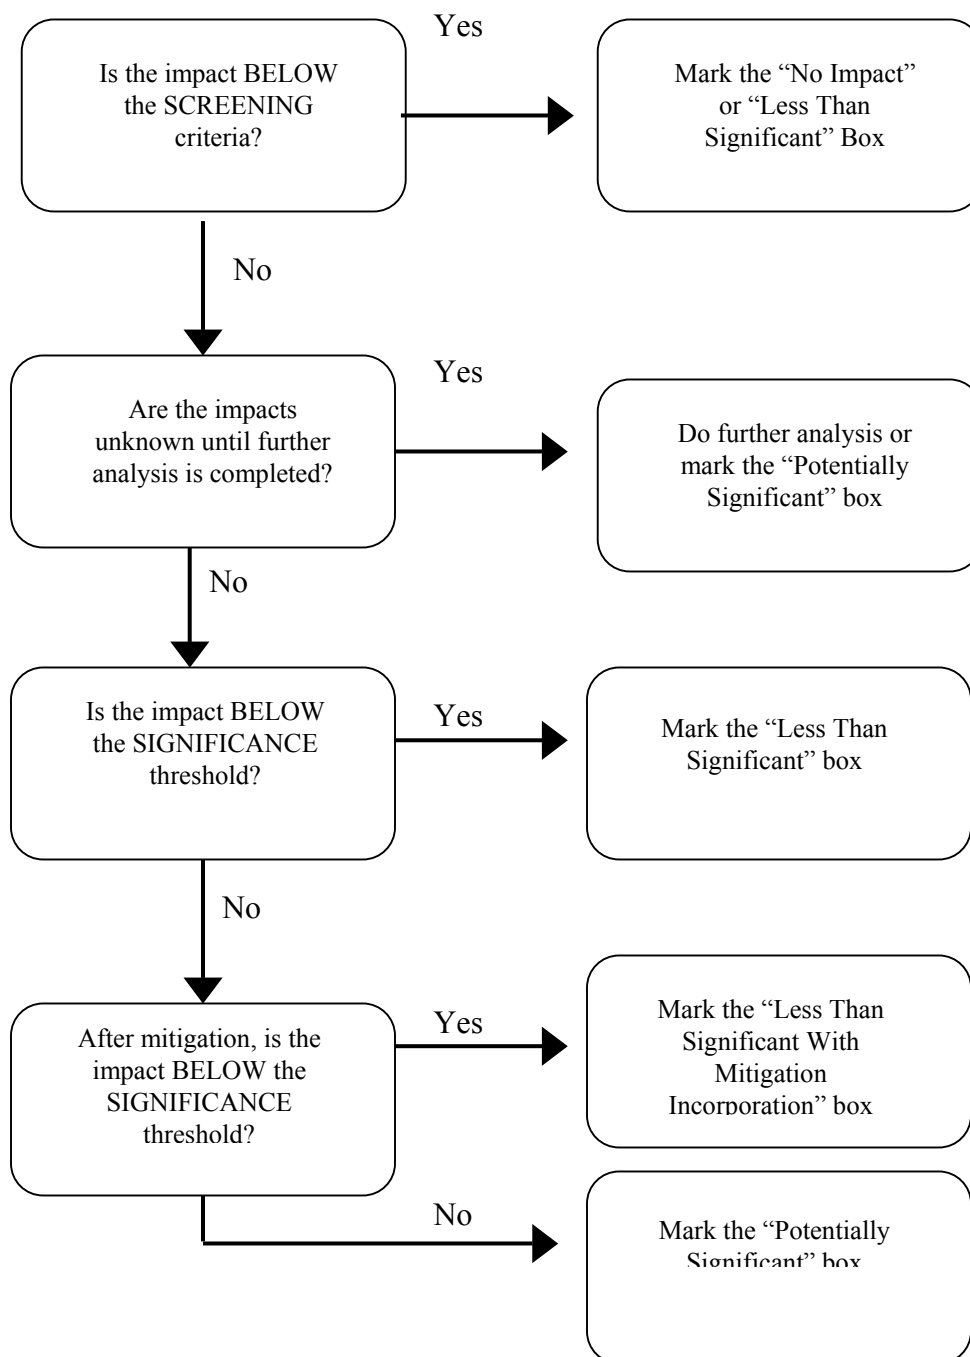 Yes
Is the impact BELOW
the SCREENING
criteria?
Mark the “No Impact”
or “Less Than
Significant” Box
No
Yes
Are the impacts
unknown until further
analysis is completed?
Do further analysis or
mark the “Potentially
Significant” box
No
Is the impact BELOW
the SIGNIFICANCE
threshold?
Yes
Mark the “Less Than
Significant” box
No
After mitigation, is the
impact BELOW the
SIGNIFICANCE
threshold?
Yes
Mark the “Less Than
Significant With
Mitigation
Incorporation” box
No
Mark the “Potentially
Significant” box